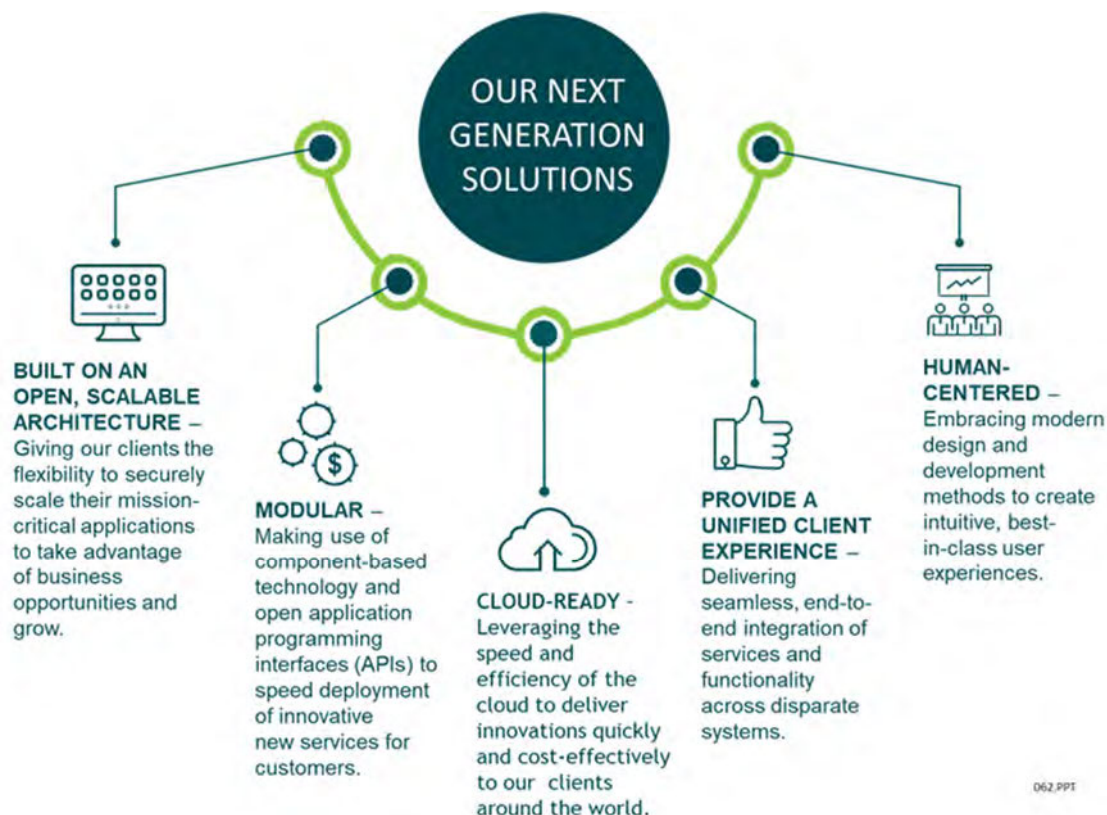 OUR NEXT
GENERATION
SOLUTIONS
BUILT ON AN
OPEN, SCALABLE
ARCHITECTURE –
Giving our clients the
flexibility to securely
scale their mission-
critical applications
to take advantage
of business
opportunities and
grow.
$
MODULAR –
Making use of
component-based
technology and
open application
programming
interfaces (APIs) to
speed deployment
of innovative
new services for
customers.
CLOUD-READY -
Leveraging the
speed and
efficiency of the
cloud to deliver
innovations quickly
and cost-effectively
to our clients
around the world.
PROVIDE A
UNIFIED CLIENT
EXPERIENCE –
Delivering
seamless, end-to-
end integration of
services and
functionality
across disparate
systems.
HUMAN-
CENTERED –
Embracing modern
design and
development
methods to create
intuitive, best-
in-class user
experiences.
062.PPT